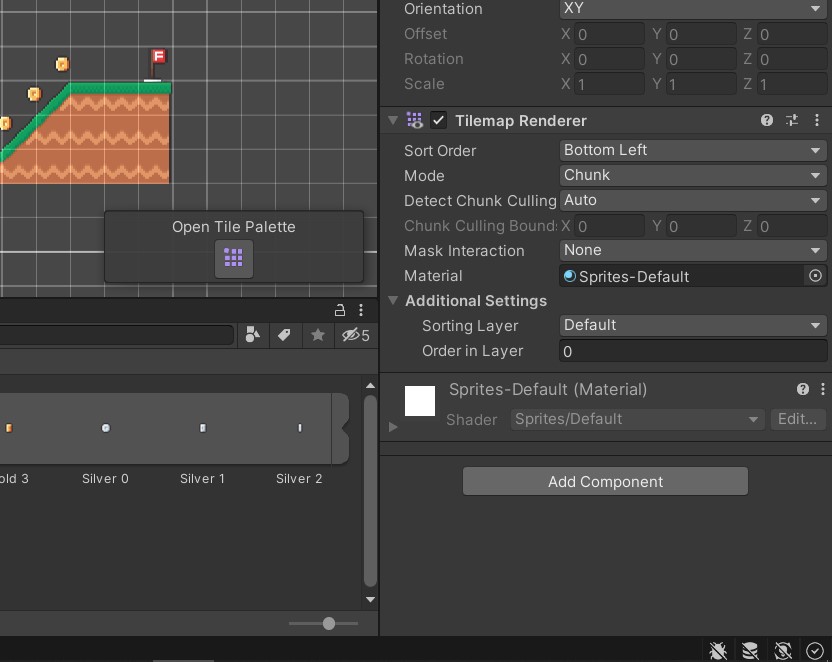 Orientation XY
Offset X 0 Y 0 Z 0
Rotation X 0 Y 0 Z 0
Scale X 1 Y 1 Z 1
F
Tilemap Renderer
Sort Order Bottom Left
Mode Chunk
Detect Chunk Culling Auto
Chunk Culling Bounds X 0 Y 0 Z 0
Mask Interaction None
Material Sprites-Default
Additional Settings
Sorting Layer Default
Order in Layer 0
Open Tile Palette
5
Sprites-Default (Material)
Shader Sprites/Default Edit...
old 3 Silver 0 Silver 1 Silver 2
Add Component